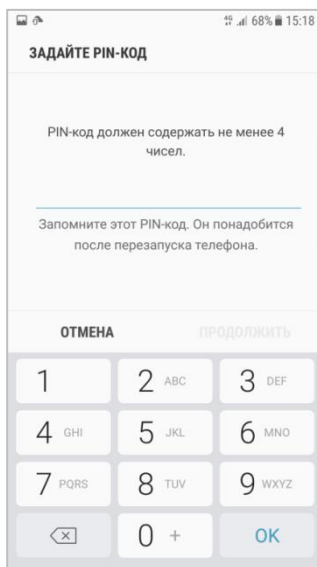 4G 68% 15:18
ЗАДАЙТЕ PIN-КОД
PIN-код должен содержать не менее 4
чисел.
Запомните этот PIN-код. Он понадобится
после перезапуска телефона.
ОТМЕНА ПРОДОЛЖИТЬ
1 2 ABC 3 DEF
4 GHI 5 JKL 6 MNO
7 PQRS 8 TUV 9 WXYZ
0 + OK